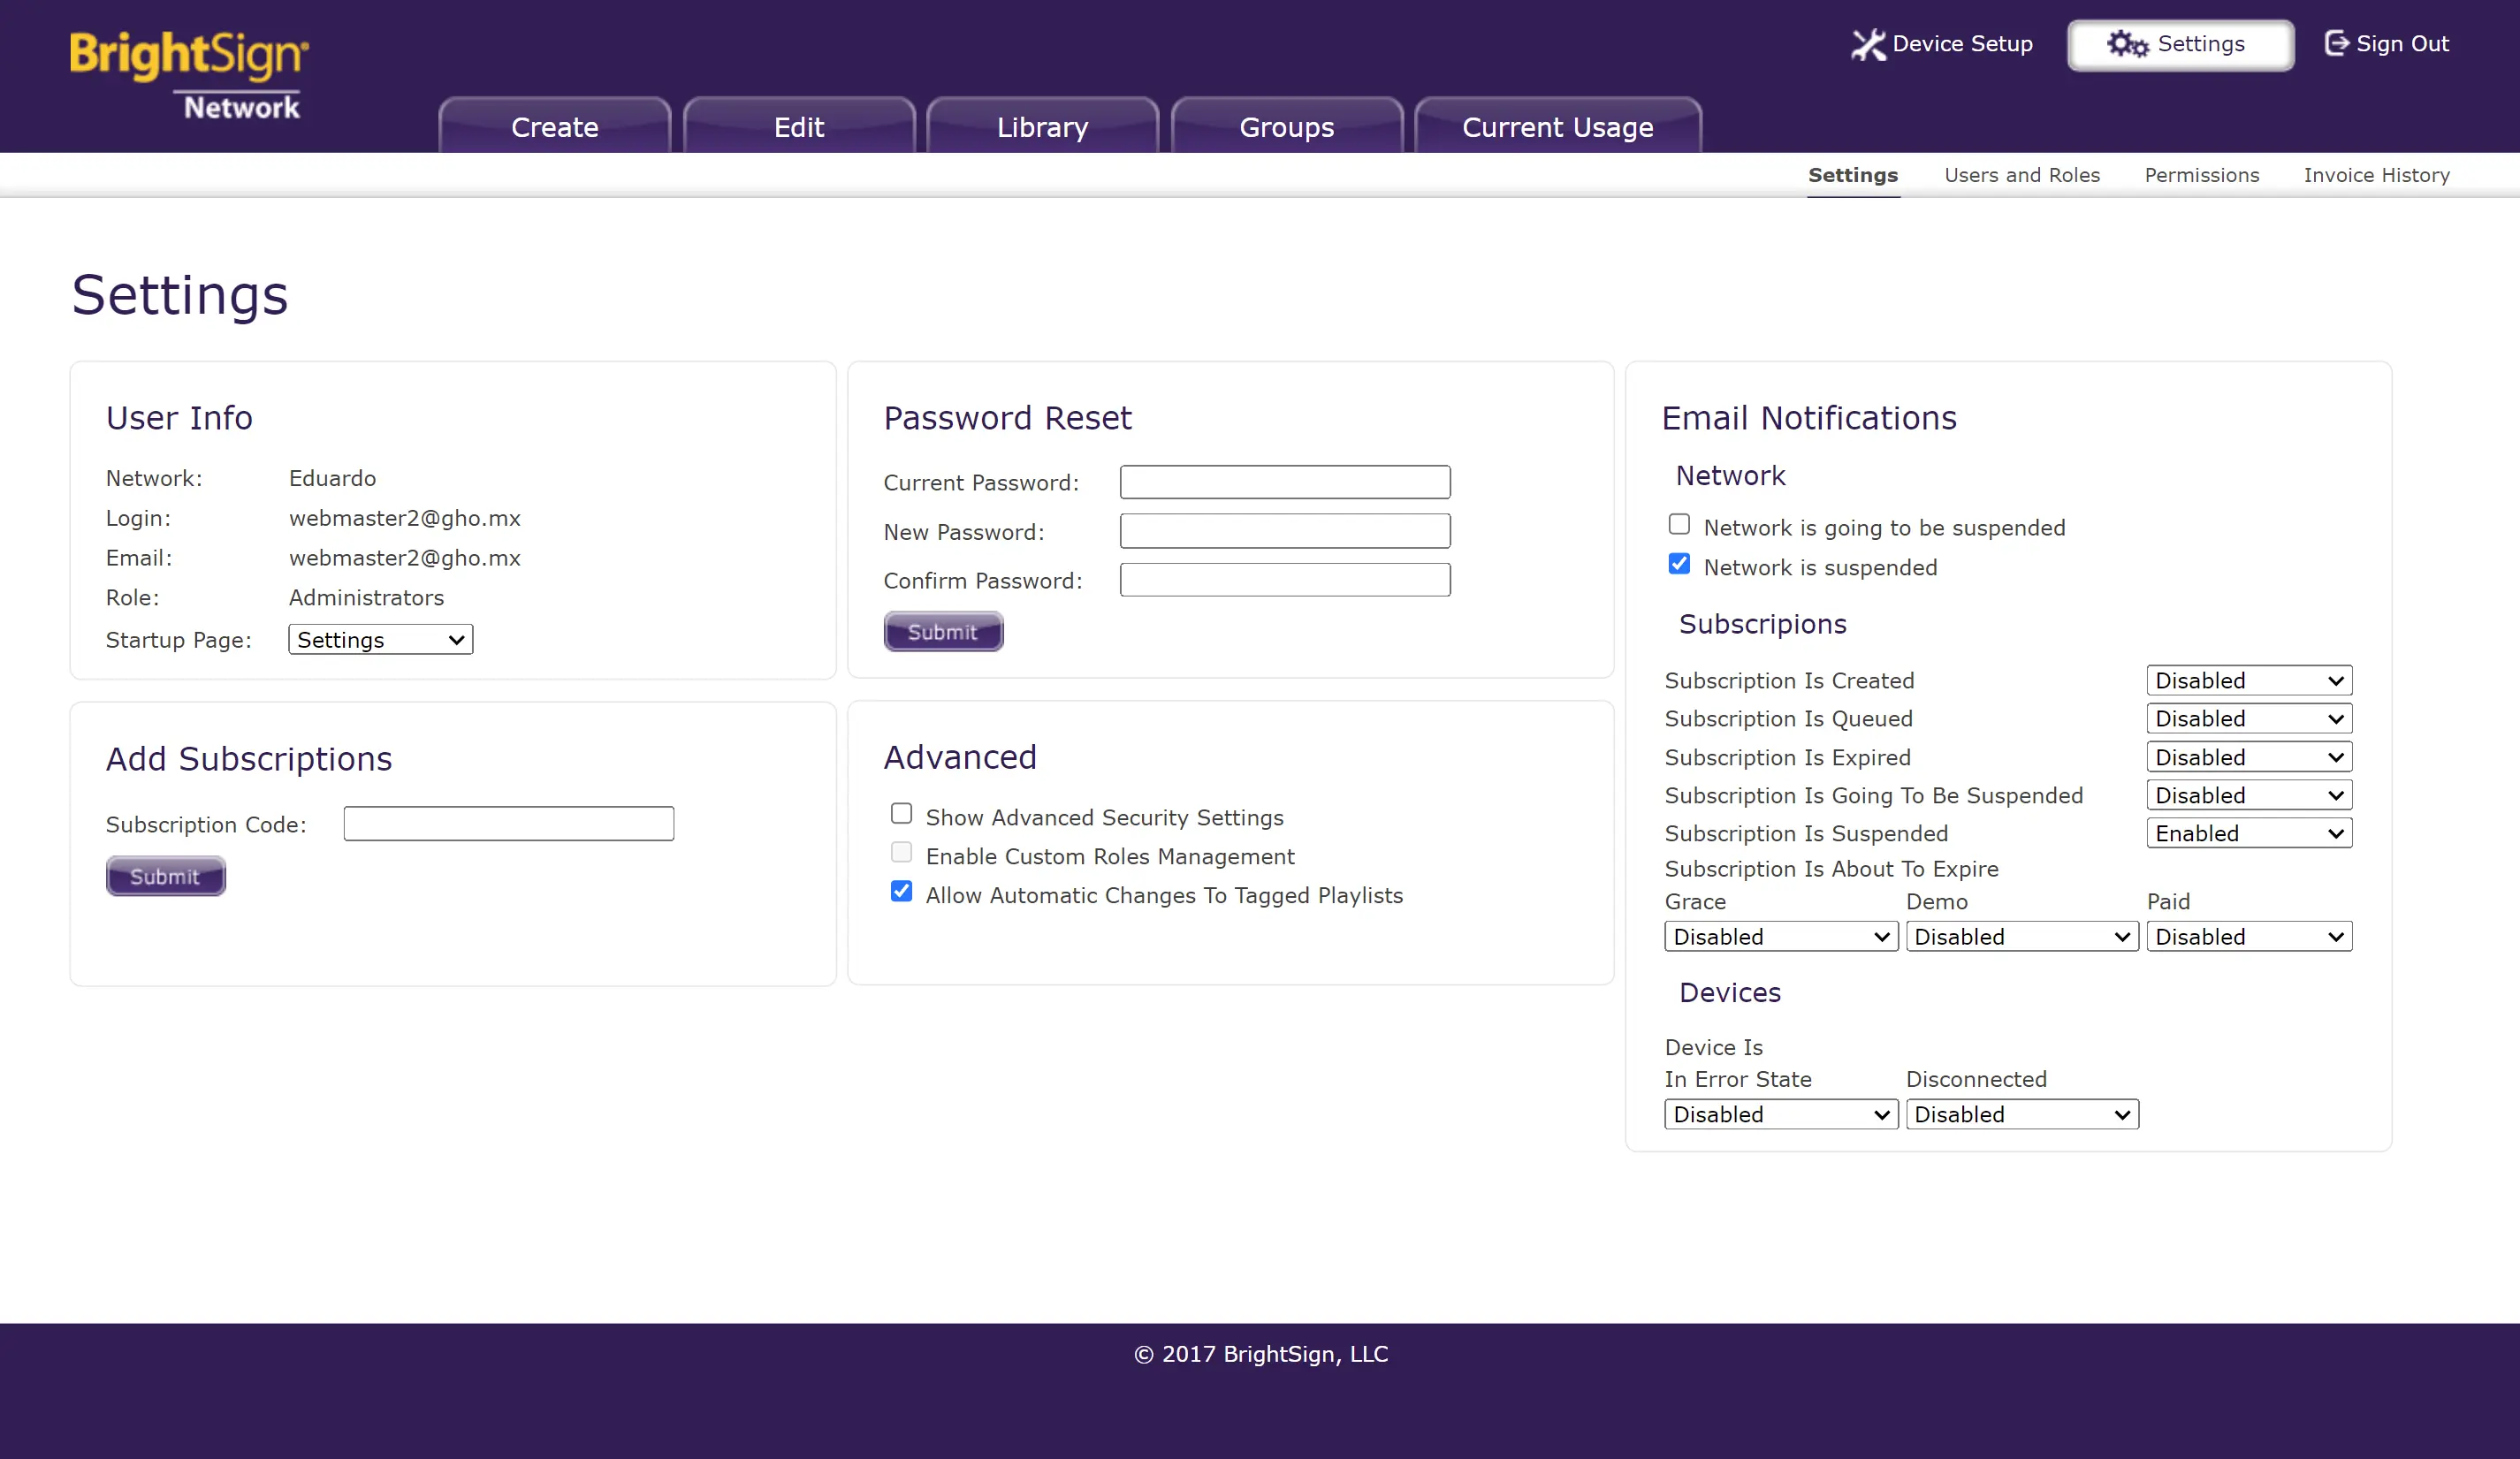 BrightSign®
Network
Device Setup
Settings
Sign Out
Create
Edit
Library
Groups
Current Usage
Settings
Users and Roles
Permissions
Invoice History
Settings
User Info
Network: Eduardo
Login: webmaster2@gho.mx
Email: webmaster2@gho.mx
Role: Administrators
Startup Page: Settings
Add Subscriptions
Subscription Code:
Submit
Password Reset
Current Password:
New Password:
Confirm Password:
Submit
Advanced
Show Advanced Security Settings
Enable Custom Roles Management
Allow Automatic Changes To Tagged Playlists
Email Notifications
Network
Network is going to be suspended
Network is suspended
Subscripions
Subscription Is Created Disabled
Subscription Is Queued Disabled
Subscription Is Expired Disabled
Subscription Is Going To Be Suspended Disabled
Subscription Is Suspended Enabled
Subscription Is About To Expire
Grace Demo Paid
Disabled Disabled Disabled
Devices
Device Is
In Error State Disconnected
Disabled Disabled
© 2017 BrightSign, LLC